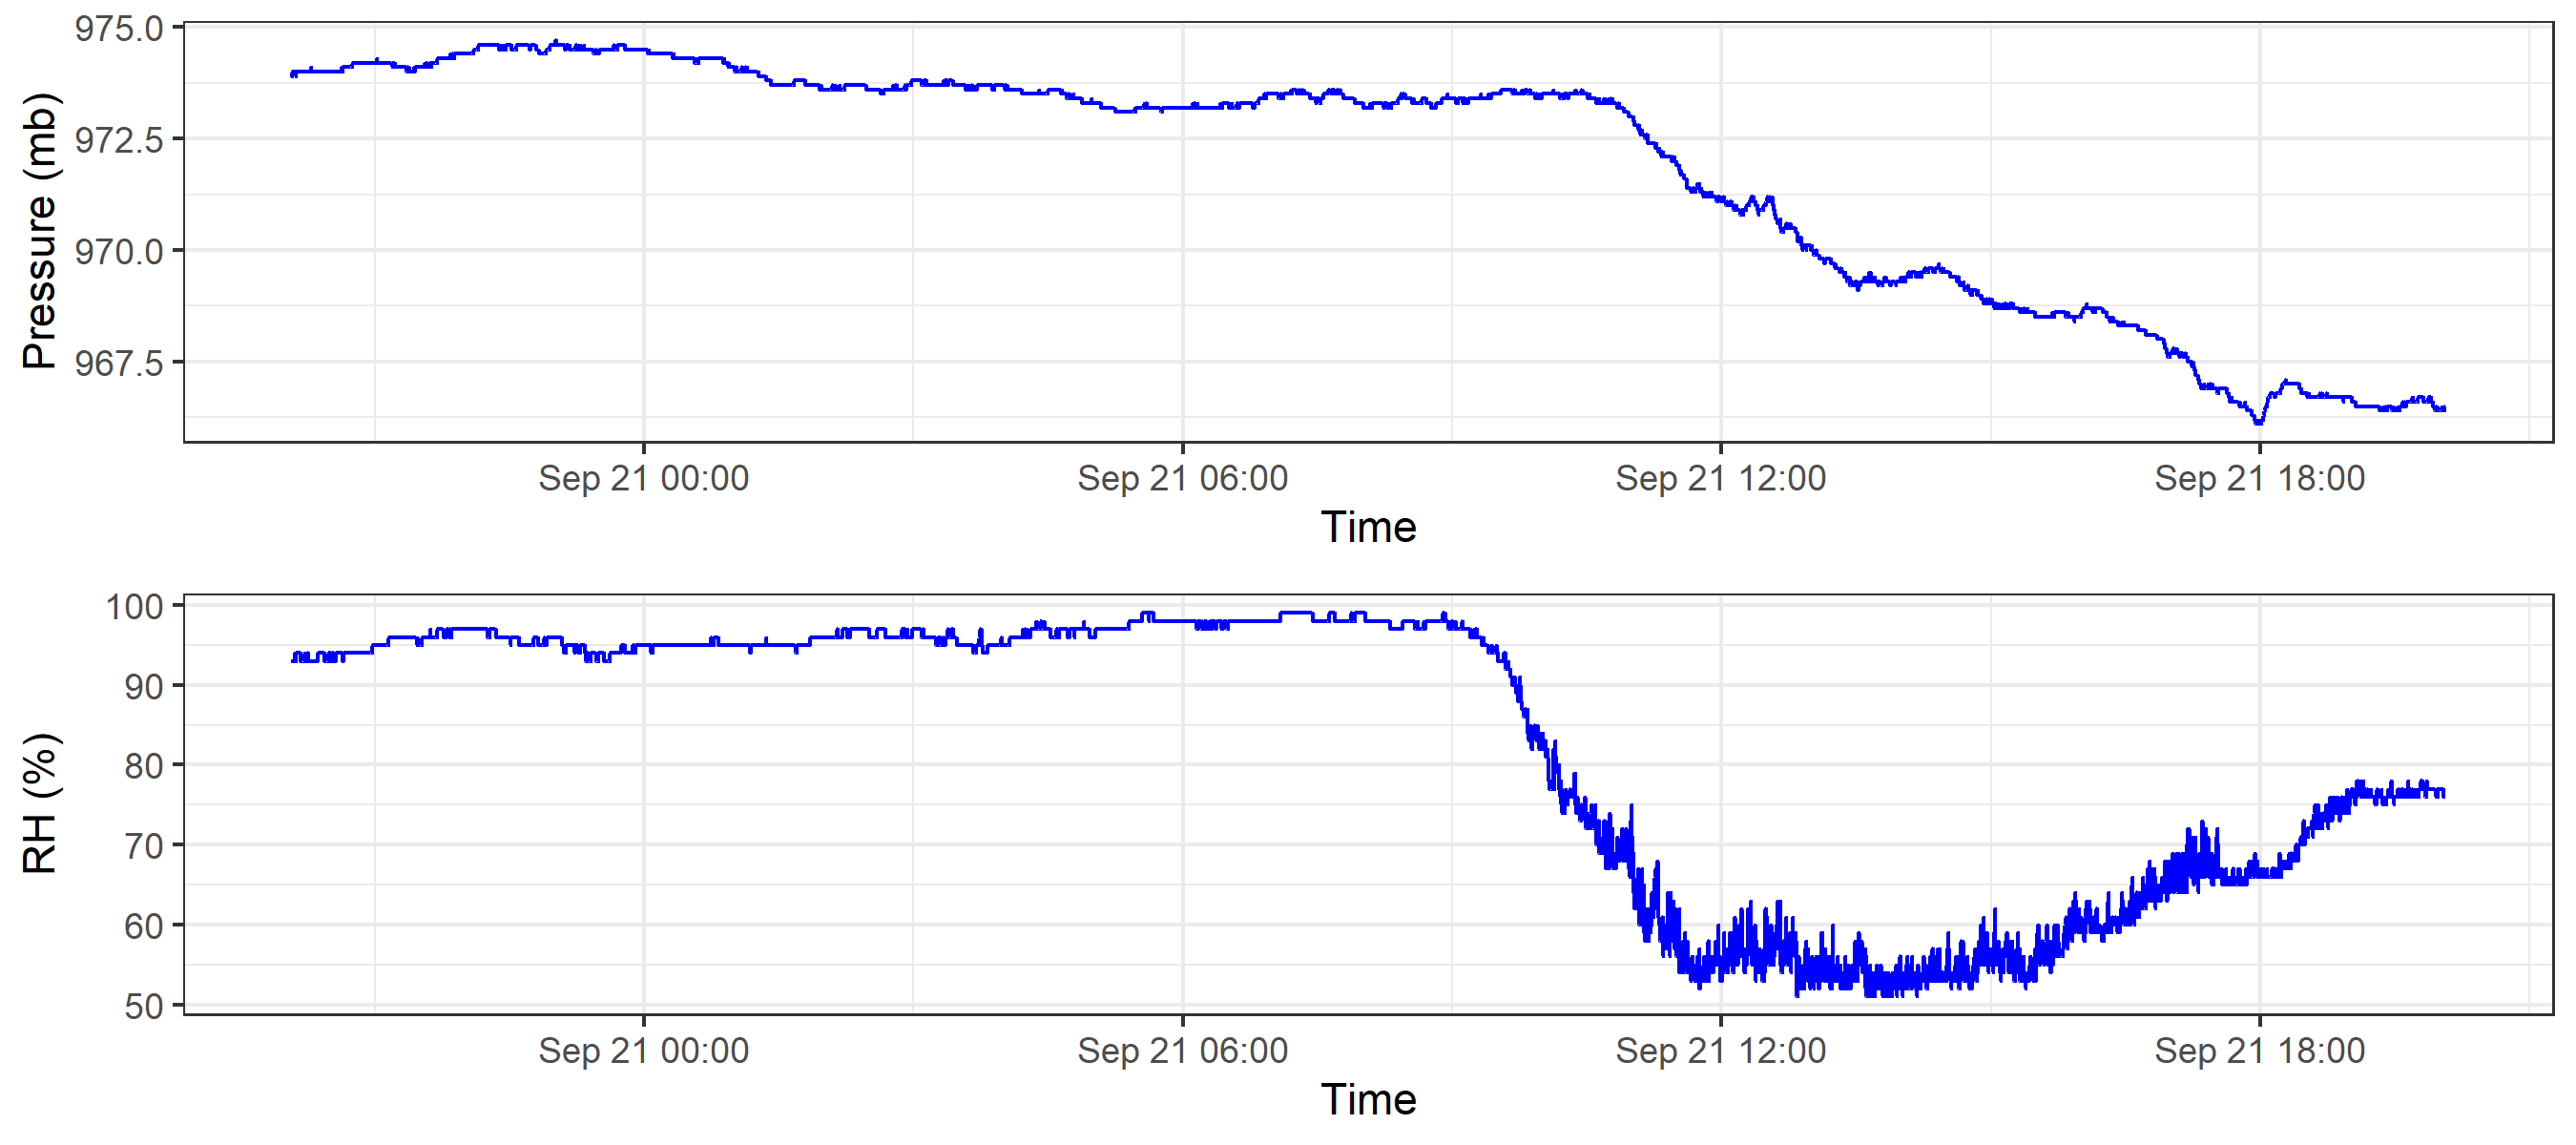 Pressure (mb)
975.0
972.5
970.0
967.5
Sep 21 00:00
Sep 21 06:00
Sep 21 12:00
Sep 21 18:00
Time
RH (%)
100
90
80
70
60
50
Sep 21 00:00
Sep 21 06:00
Sep 21 12:00
Sep 21 18:00
Time